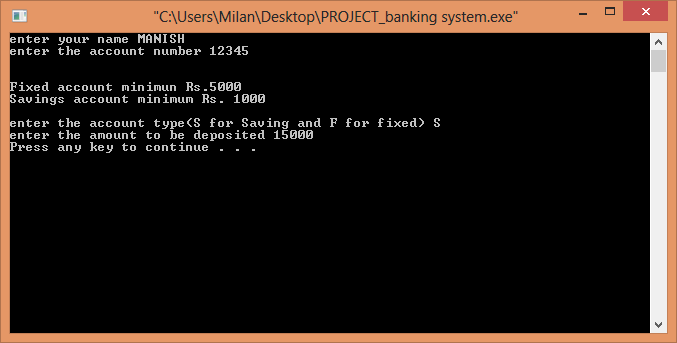 "C:\Users\Milan\Desktop\PROJECT_banking system.exe"
enter your name MANISH
enter the account number 12345
Fixed account minimun Rs.5000
Savings account minimum Rs. 1000
enter the account type(S for Saving and F for fixed) S
enter the amount to be deposited 15000
Press any key to continue . . .